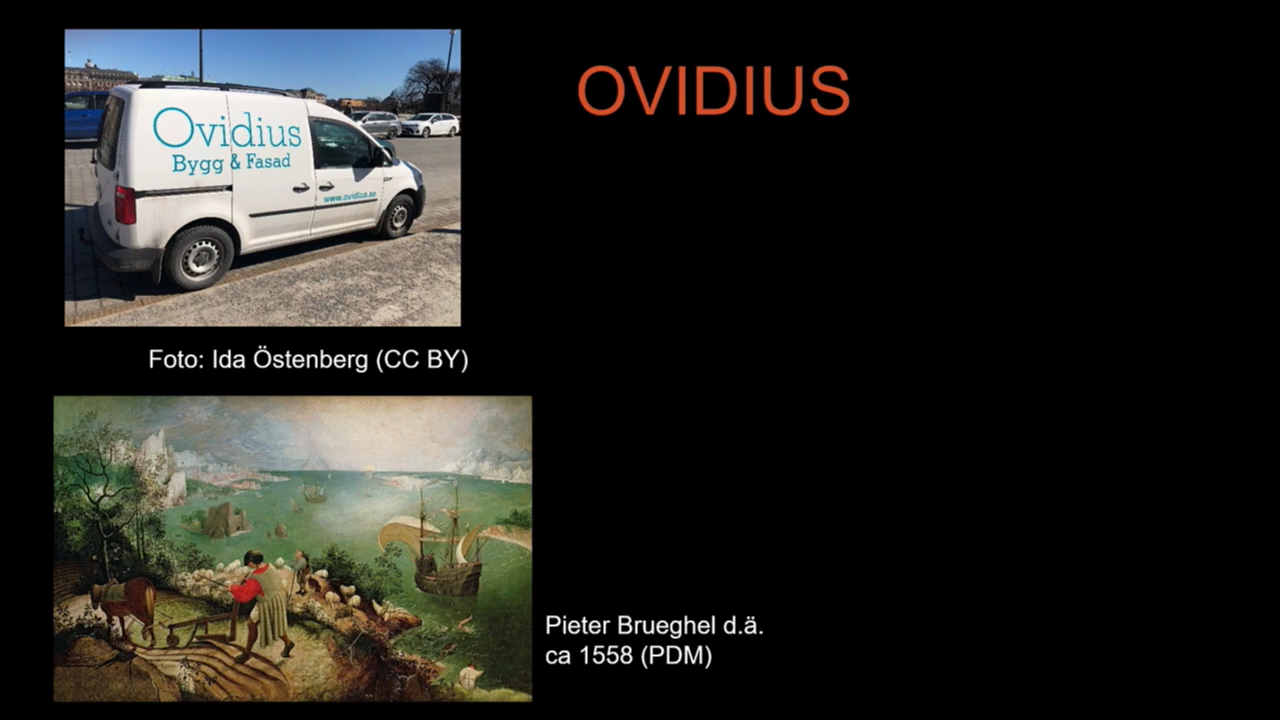 OVIDIUS
Ovidius
Bygg & Fasad
www.ovidius.se
Foto: Ida Östenberg (CC BY)
Pieter Brueghel d.ä.
ca 1558 (PDM)